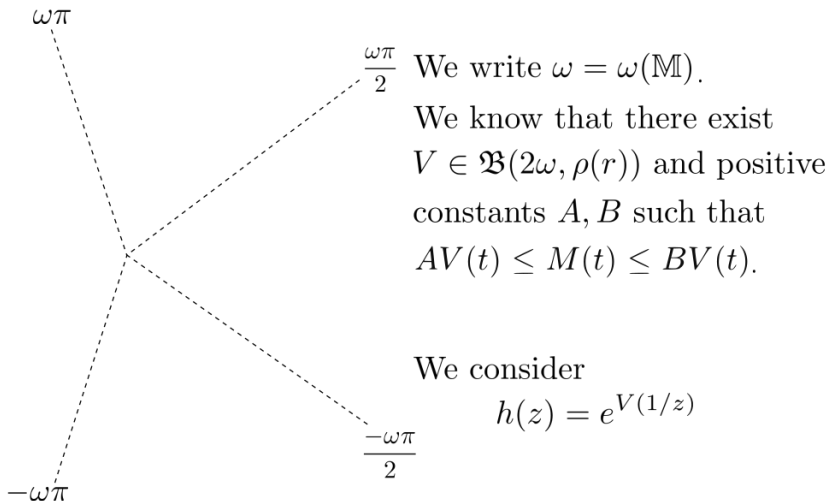 ωπ
ωπ/2
We write ω = ω(𝕄).
We know that there exist
V ∈ 𝔅(2ω, ρ(r)) and positive
constants A, B such that
AV(t) ≤ M(t) ≤ BV(t).
We consider
h(z) = e^{V(1/z)}
−ωπ/2
−ωπ